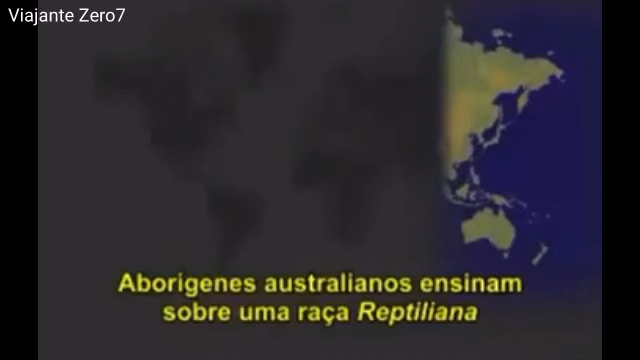 Viajante Zero7
Aborigenes australianos ensinam
sobre uma raça Reptiliana